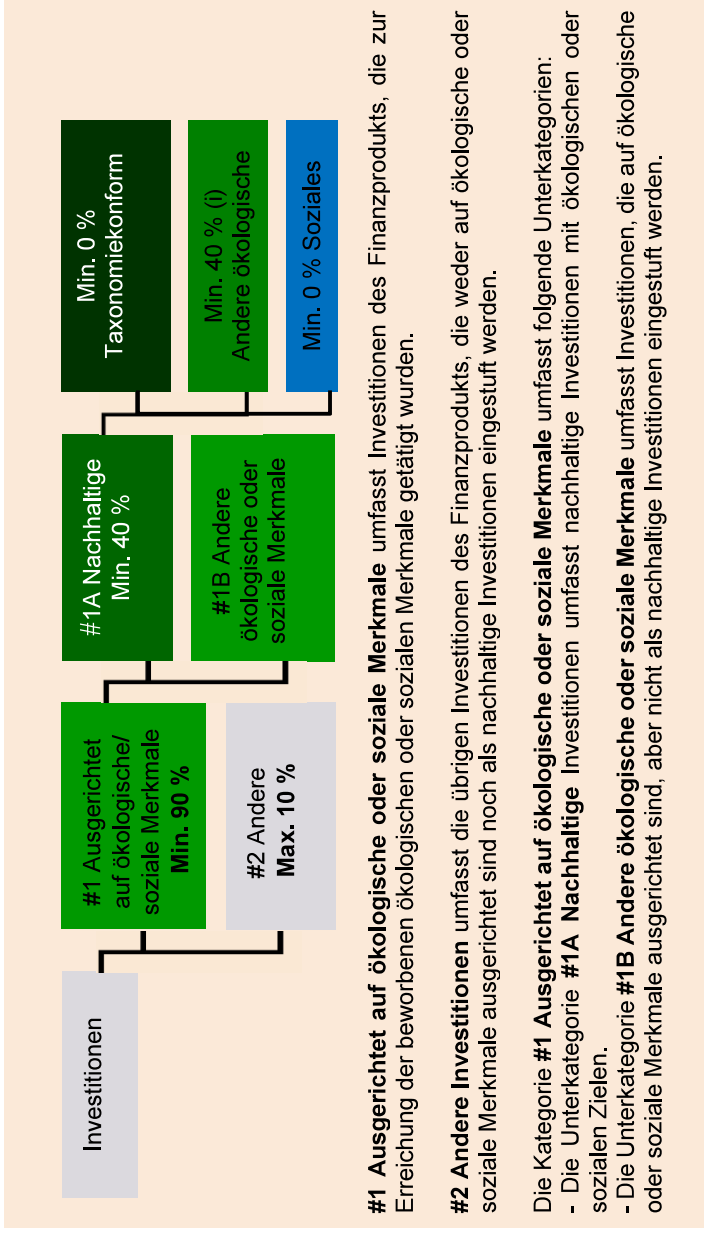 Investitionen
#1 Ausgerichtet
auf ökologische/
soziale Merkmale
Min. 90 %
#2 Andere
Max. 10 %
#1A Nachhaltige
Min. 40 %
#1B Andere
ökologische oder
soziale Merkmale
Min. 0 %
Taxonomiekonform
Min. 40 % (i)
Andere ökologische
Min. 0 % Soziales
#1 Ausgerichtet auf ökologische oder soziale Merkmale umfasst Investitionen des Finanzprodukts, die zur
Erreichung der beworbenen ökologischen oder sozialen Merkmale getätigt wurden.
#2 Andere Investitionen umfasst die übrigen Investitionen des Finanzprodukts, die weder auf ökologische oder
soziale Merkmale ausgerichtet sind noch als nachhaltige Investitionen eingestuft werden.
Die Kategorie #1 Ausgerichtet auf ökologische oder soziale Merkmale umfasst folgende Unterkategorien:
- Die Unterkategorie #1A Nachhaltige Investitionen umfasst nachhaltige Investitionen mit ökologischen oder
sozialen Zielen.
- Die Unterkategorie #1B Andere ökologische oder soziale Merkmale umfasst Investitionen, die auf ökologische
oder soziale Merkmale ausgerichtet sind, aber nicht als nachhaltige Investitionen eingestuft werden.